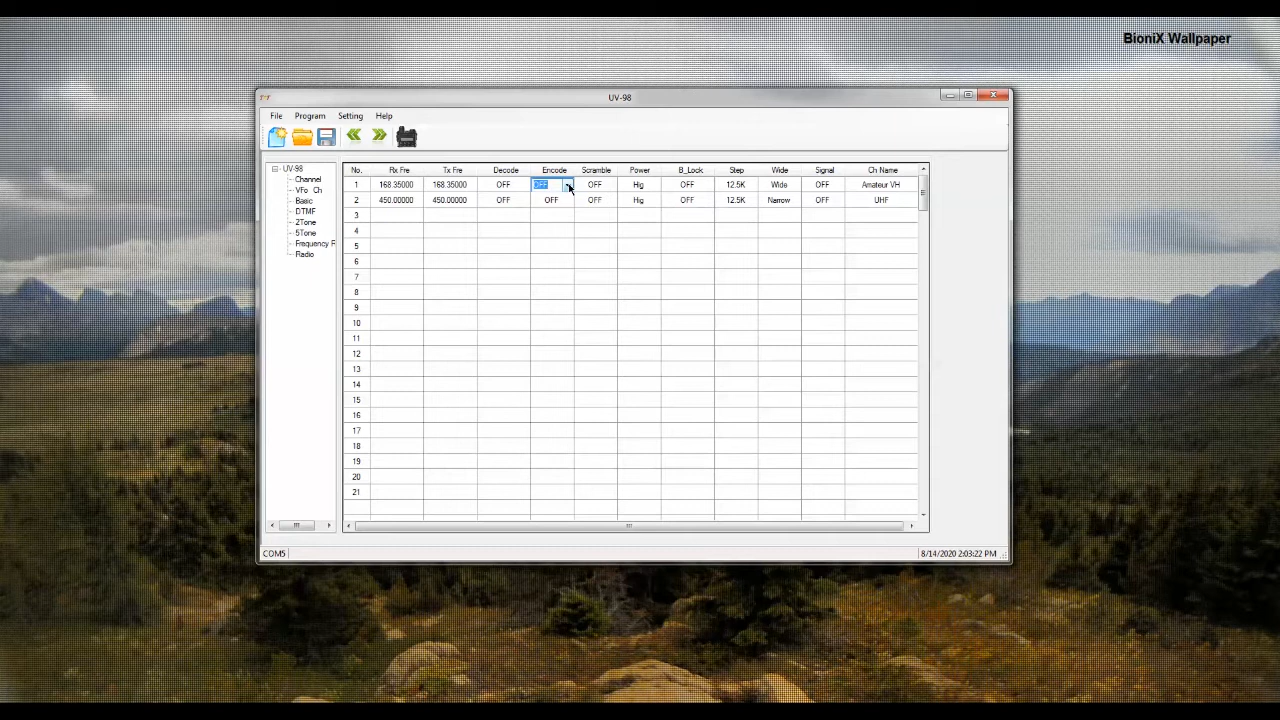 BioniX Wallpaper
UV-98
File Program Setting Help
UV-98
Channel
VFo Ch
Basic
DTMF
2Tone
5Tone
Frequency F
Radio
No. Rx Fre Tx Fre Decode Encode Scramble Power B_Lock Step Wide Signal Ch Name
1 168.35000 168.35000 OFF OFF OFF Hig OFF 12.5K Wide OFF Amateur VH
2 450.00000 450.00000 OFF OFF OFF Hig OFF 12.5K Narrow OFF UHF
3
4
5
6
7
8
9
10
11
12
13
14
15
16
17
18
19
20
21
COM5 8/14/2020 2:03:22 PM